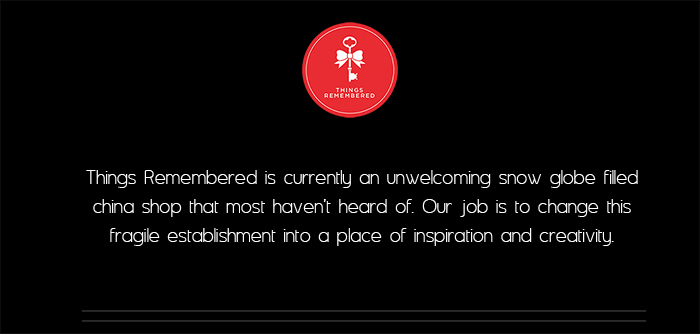 THINGS
REMEMBERED
Things Remembered is currently an unwelcoming snow globe filled
china shop that most haven't heard of. Our job is to change this
fragile establishment into a place of inspiration and creativity.